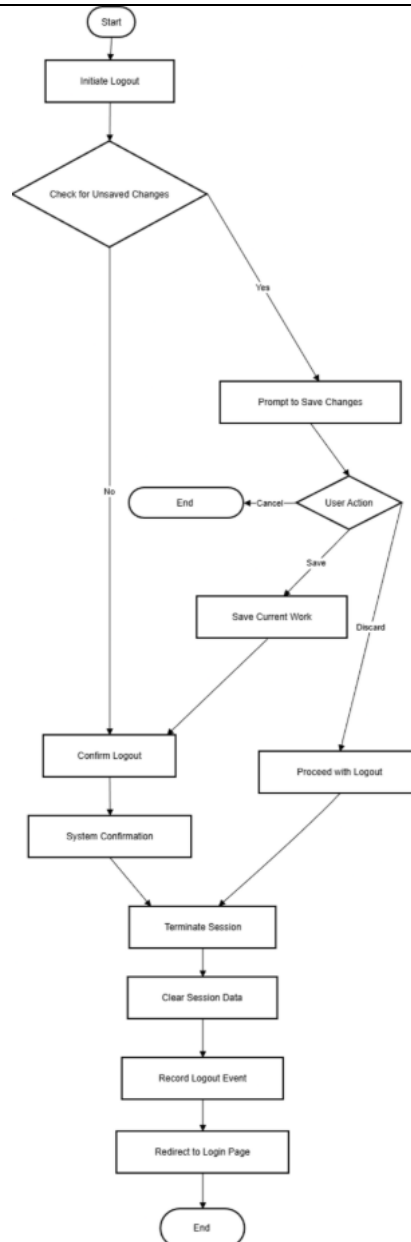 Start
Initiate Logout
Check for Unsaved Changes
Yes
Prompt to Save Changes
No
End
Cancel
User Action
Save
Save Current Work
Discard
Confirm Logout
Proceed with Logout
System Confirmation
Terminate Session
Clear Session Data
Record Logout Event
Redirect to Login Page
End